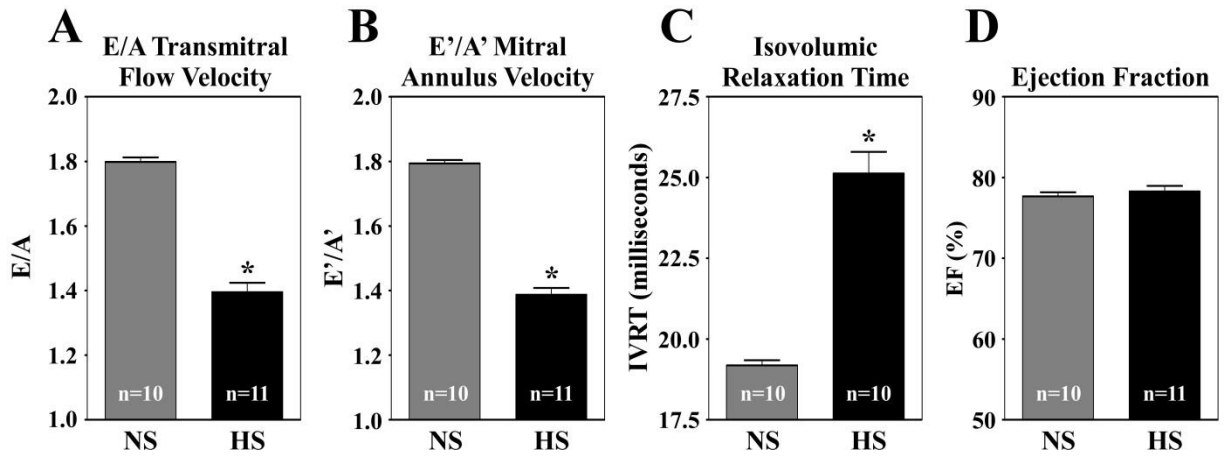 A
E/A Transmitral
Flow Velocity
E/A
2.0
1.8
1.6
1.4
1.2
1.0
*
n=10
n=11
NS
HS
B
E’/A’ Mitral
Annulus Velocity
E’/A’
2.0
1.8
1.6
1.4
1.2
1.0
*
n=10
n=11
NS
HS
C
Isovolumic
Relaxation Time
IVRT (milliseconds)
27.5
25.0
22.5
19.0
17.5
*
n=10
n=10
NS
HS
D
Ejection Fraction
EF (%)
90
80
70
60
50
n=10
n=11
NS
HS